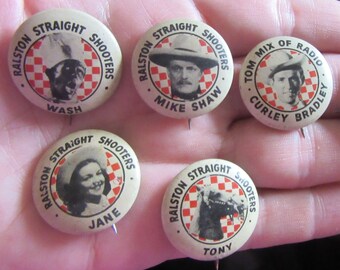 RALSTON STRAIGHT SHOOTERS
WASH
RALSTON STRAIGHT SHOOTERS
MIKE SHAW
TOM MIX OF RADIO
CURLEY BRADLEY
RALSTON STRAIGHT SHOOTERS
JANE
RALSTON STRAIGHT SHOOTERS
TONY